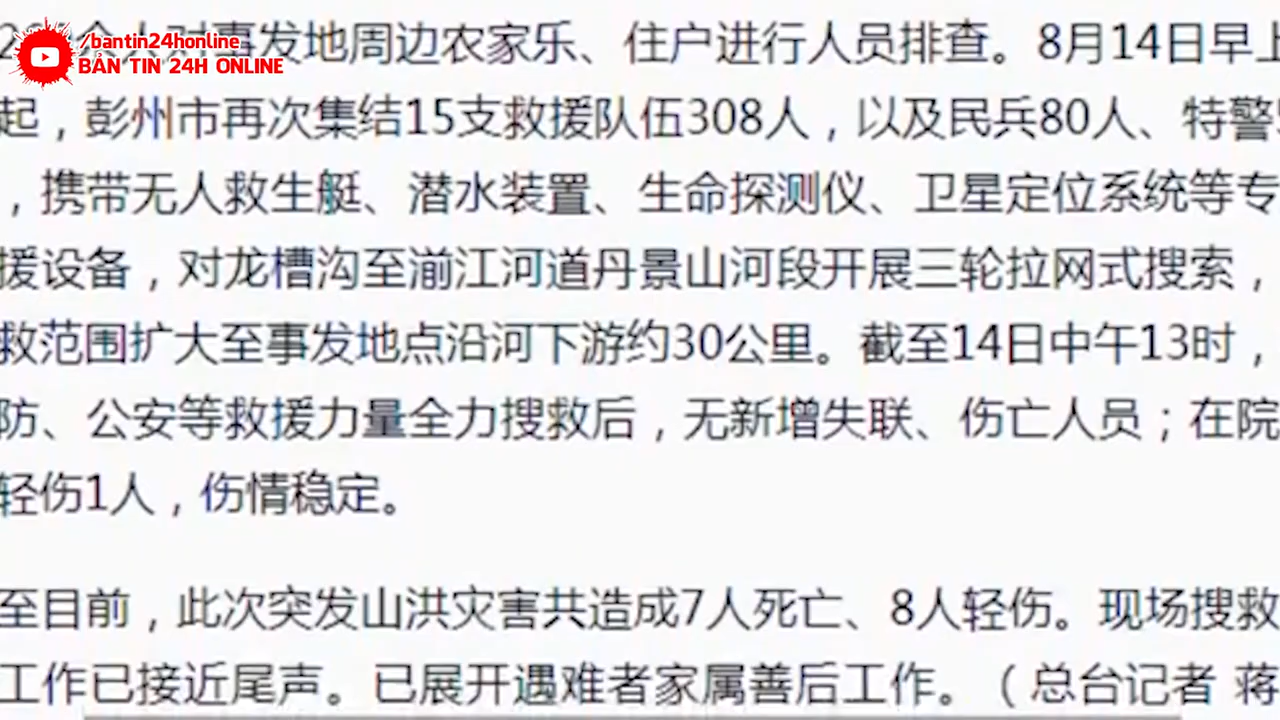 /bantin24honline
BẢN TIN 24H ONLINE
事发地周边农家乐、住户进行人员排查。8月14日早上
起，彭州市再次集结15支救援队伍308人，以及民兵80人、特警
，携带无人救生艇、潜水装置、生命探测仪、卫星定位系统等专
援设备，对龙槽沟至湔江河道丹景山河段开展三轮拉网式搜索，
救范围扩大至事发地点沿河下游约30公里。截至14日中午13时，
防、公安等救援力量全力搜救后，无新增失联、伤亡人员；在院
轻伤1人，伤情稳定。
至目前，此次突发山洪灾害共造成7人死亡、8人轻伤。现场搜救
工作已接近尾声。已展开遇难者家属善后工作。（总台记者 蒋